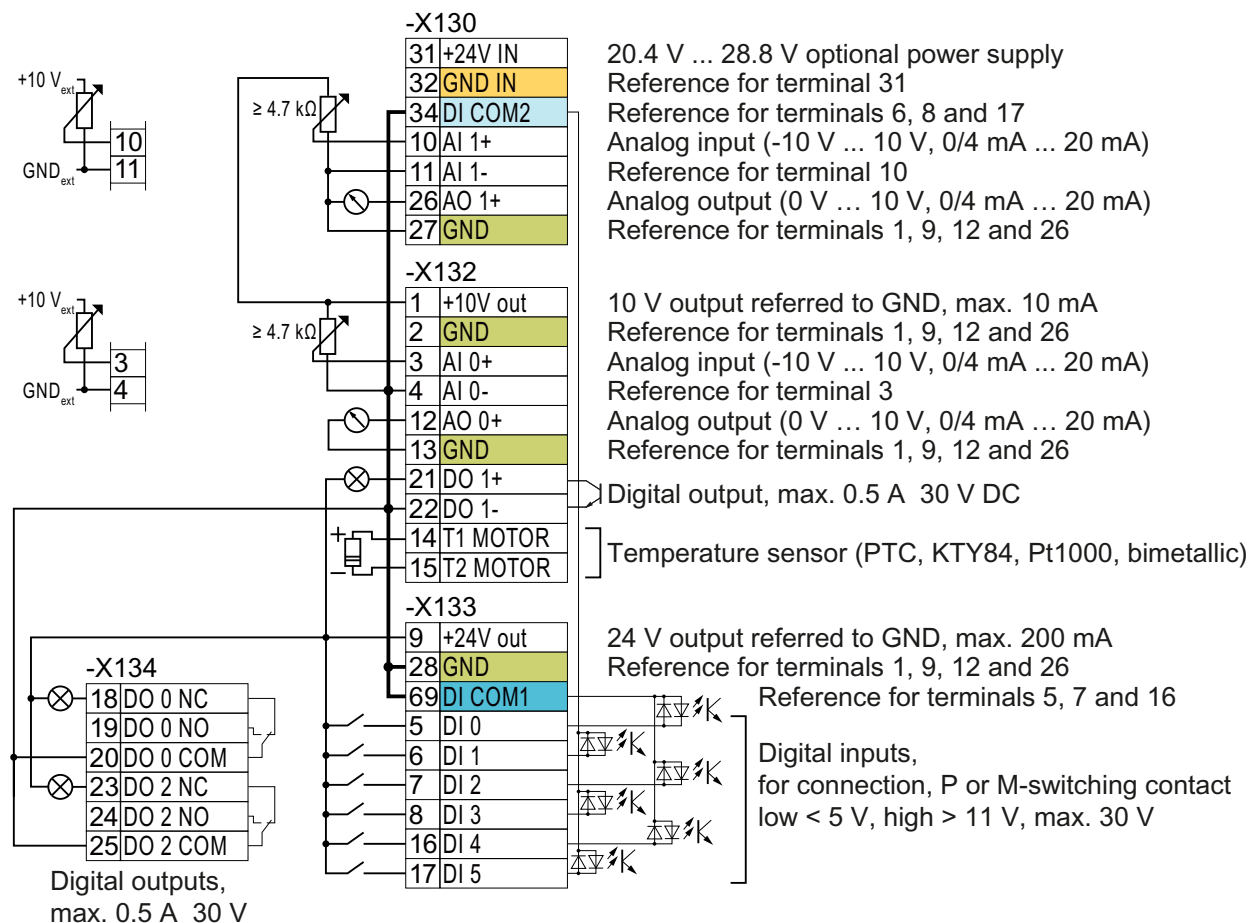 -X130
31 +24V IN 20.4 V ... 28.8 V optional power supply
32 GND IN Reference for terminal 31
34 DI COM2 Reference for terminals 6, 8 and 17
10 AI 1+ Analog input (-10 V ... 10 V, 0/4 mA ... 20 mA)
11 AI 1- Reference for terminal 10
26 AO 1+ Analog output (0 V … 10 V, 0/4 mA … 20 mA)
27 GND Reference for terminals 1, 9, 12 and 26
+10 V ext
10
GND ext 11
≥ 4.7 kΩ
-X132
1 +10V out 10 V output referred to GND, max. 10 mA
2 GND Reference for terminals 1, 9, 12 and 26
3 AI 0+ Analog input (-10 V ... 10 V, 0/4 mA ... 20 mA)
4 AI 0- Reference for terminal 3
12 AO 0+ Analog output (0 V … 10 V, 0/4 mA … 20 mA)
13 GND Reference for terminals 1, 9, 12 and 26
21 DO 1+
22 DO 1-
Digital output, max. 0.5 A 30 V DC
14 T1 MOTOR
15 T2 MOTOR
Temperature sensor (PTC, KTY84, Pt1000, bimetallic)
+10 V ext
3
GND ext 4
≥ 4.7 kΩ
+
–
-X133
9 +24V out 24 V output referred to GND, max. 200 mA
28 GND Reference for terminals 1, 9, 12 and 26
69 DI COM1 Reference for terminals 5, 7 and 16
5 DI 0
6 DI 1
7 DI 2
8 DI 3
16 DI 4
17 DI 5
Digital inputs,
for connection, P or M-switching contact
low < 5 V, high > 11 V, max. 30 V
-X134
18 DO 0 NC
19 DO 0 NO
20 DO 0 COM
23 DO 2 NC
24 DO 2 NO
25 DO 2 COM
Digital outputs,
max. 0.5 A 30 V